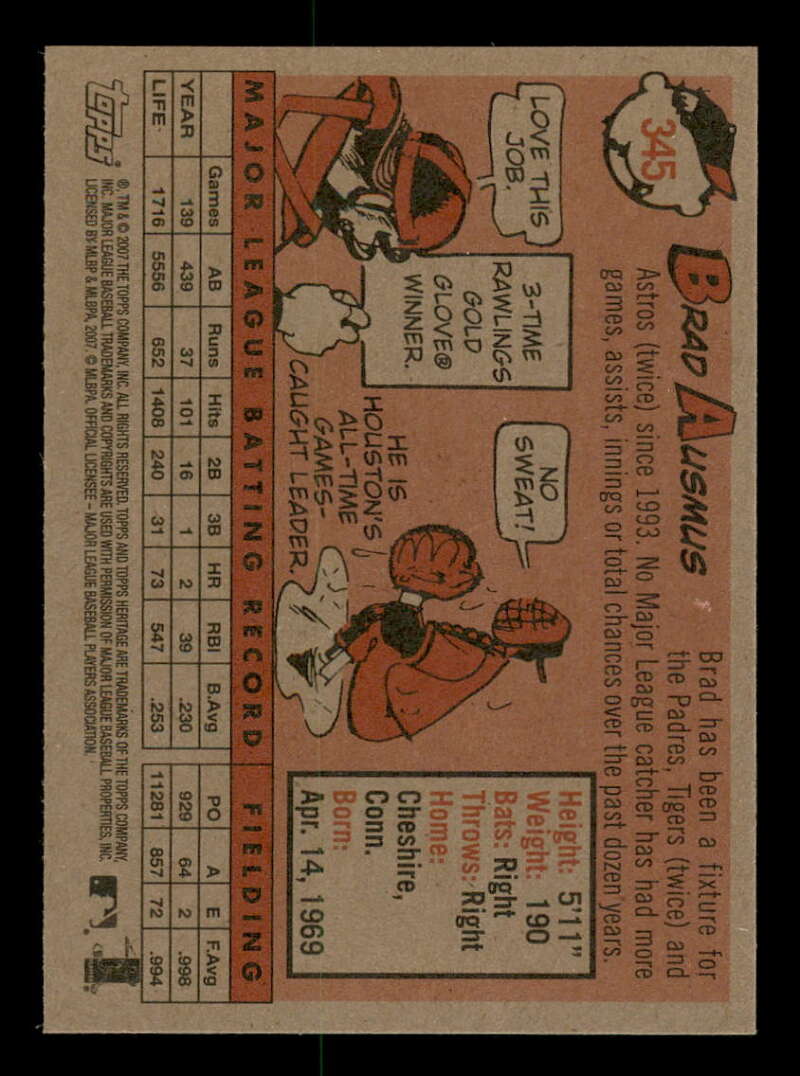 345
BRAD AUSMUS
Brad has been a fixture for
the Padres, Tigers (twice) and
Astros (twice) since 1993. No Major League catcher has had more
games, assists, innings or total chances over the past dozen years.
LOVE THIS
JOB.
3-TIME
RAWLINGS
GOLD
GLOVE®
WINNER.
NO
SWEAT!
HE IS
HOUSTON'S
ALL-TIME
GAMES-
CAUGHT LEADER.
Height: 5'11"
Weight: 190
Bats: Right
Throws: Right
Home:
Cheshire,
Conn.
Born:
Apr. 14, 1969
MAJOR LEAGUE BATTING RECORD FIELDING
Games AB Runs Hits 2B 3B HR RBI B.Avg PO A E F.Avg
YEAR 139 439 37 101 16 1 2 39 .230 929 64 2 .998
LIFE 1716 5556 652 1408 240 31 73 547 .253 11281 857 72 .994
topps
®, TM & © 2007 THE TOPPS COMPANY, INC. ALL RIGHTS RESERVED. TOPPS AND TOPPS HERITAGE ARE TRADEMARKS OF THE TOPPS COMPANY,
INC. MAJOR LEAGUE BASEBALL TRADEMARKS AND COPYRIGHTS ARE USED WITH PERMISSION OF MAJOR LEAGUE BASEBALL PROPERTIES, INC.
LICENSED BY MLBP & MLBPA, 2007. © MLBPA. OFFICIAL LICENSEE – MAJOR LEAGUE BASEBALL PLAYERS ASSOCIATION.